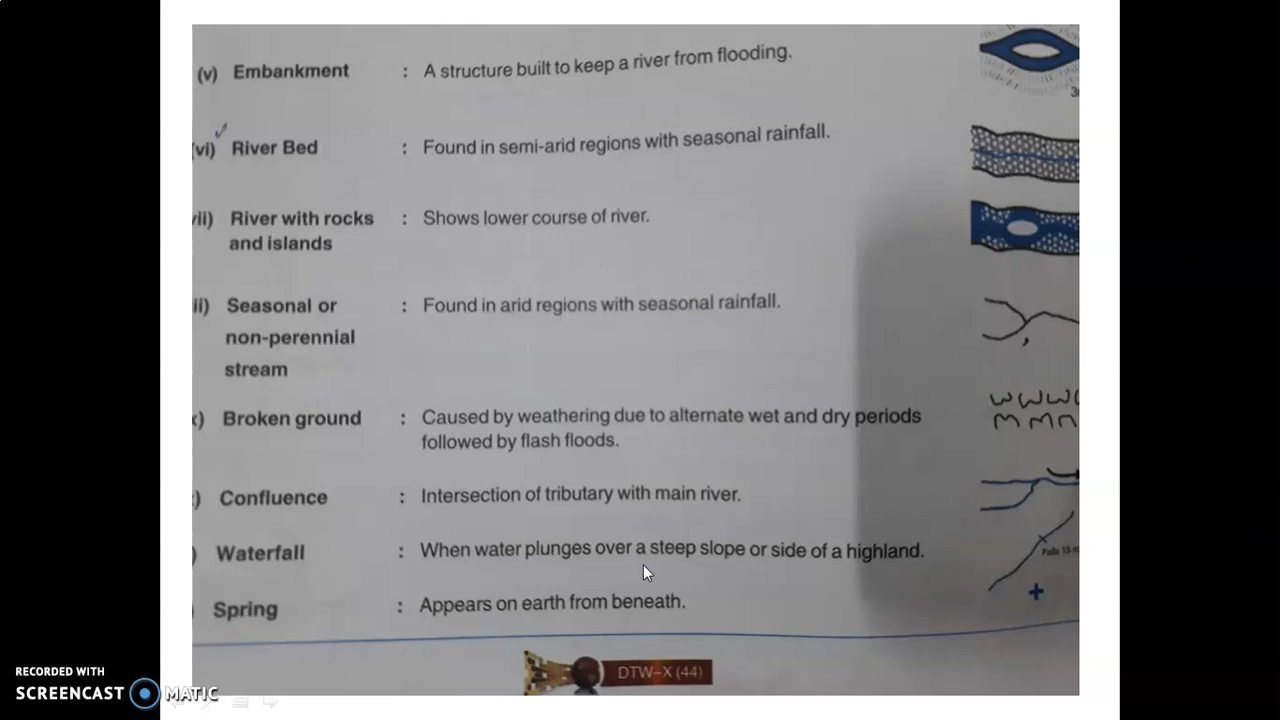 (v) Embankment : A structure built to keep a river from flooding.
3r
(vi) River Bed : Found in semi-arid regions with seasonal rainfall.
ii) River with rocks : Shows lower course of river.
and islands
ii) Seasonal or : Found in arid regions with seasonal rainfall.
non-perennial
stream
) Broken ground : Caused by weathering due to alternate wet and dry periods
followed by flash floods.
) Confluence : Intersection of tributary with main river.
) Waterfall : When water plunges over a steep slope or side of a highland.
Falls 15 m
) Spring : Appears on earth from beneath.
DTW–X (44)
RECORDED WITH
SCREENCAST MATIC